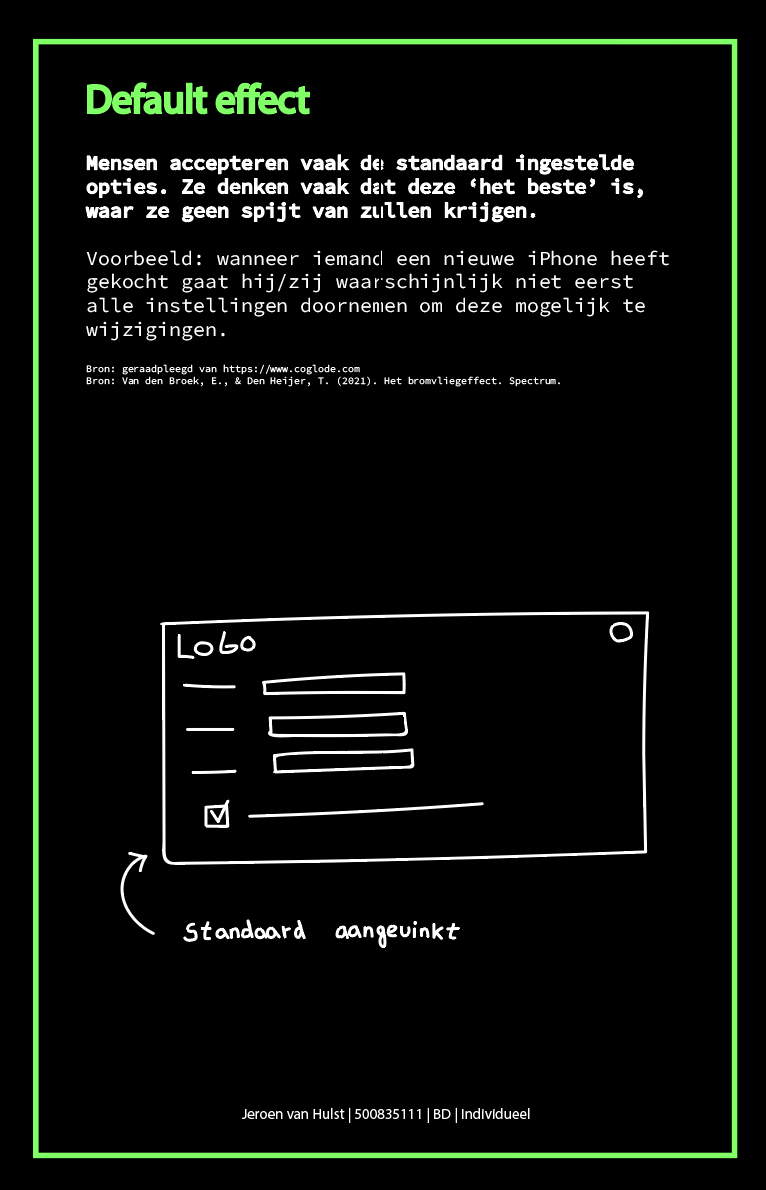 Default effect
Mensen accepteren vaak de standaard ingestelde
opties. Ze denken vaak dat deze ‘het beste’ is,
waar ze geen spijt van zullen krijgen.
Voorbeeld: wanneer iemand een nieuwe iPhone heeft
gekocht gaat hij/zij waarschijnlijk niet eerst
alle instellingen doornemen om deze mogelijk te
wijzigingen.
Bron: geraadpleegd van https://www.coglode.com
Bron: Van den Broek, E., & Den Heijer, T. (2021). Het bromvliegeffect. Spectrum.
LOGO
Standaard aangevinkt
Jeroen van Hulst | 500835111 | BD | Individueel